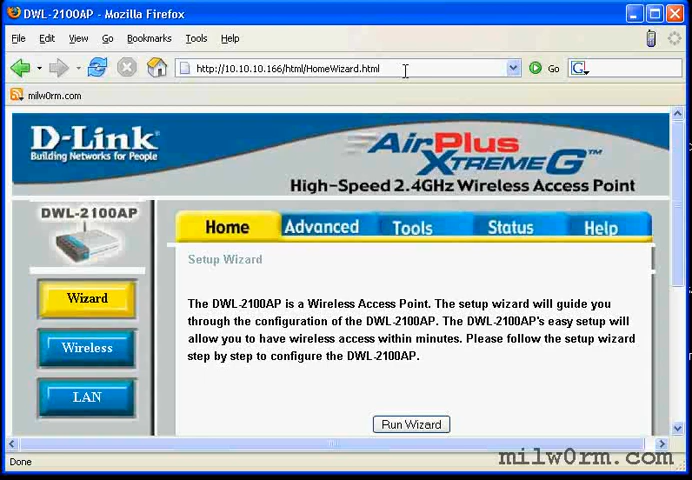 DWL-2100AP - Mozilla Firefox
File Edit View Go Bookmarks Tools Help
http://10.10.10.166/html/HomeWizard.html Go G
milw0rm.com
D-Link
Building Networks for People
AirPlus
XTREME G™
High-Speed 2.4GHz Wireless Access Point
DWL-2100AP
Home Advanced Tools Status Help
Setup Wizard
Wizard
Wireless
LAN
The DWL-2100AP is a Wireless Access Point. The setup wizard will guide you
through the configuration of the DWL-2100AP. The DWL-2100AP's easy setup will
allow you to have wireless access within minutes. Please follow the setup wizard
step by step to configure the DWL-2100AP.
Run Wizard
Done
milw0rm.com